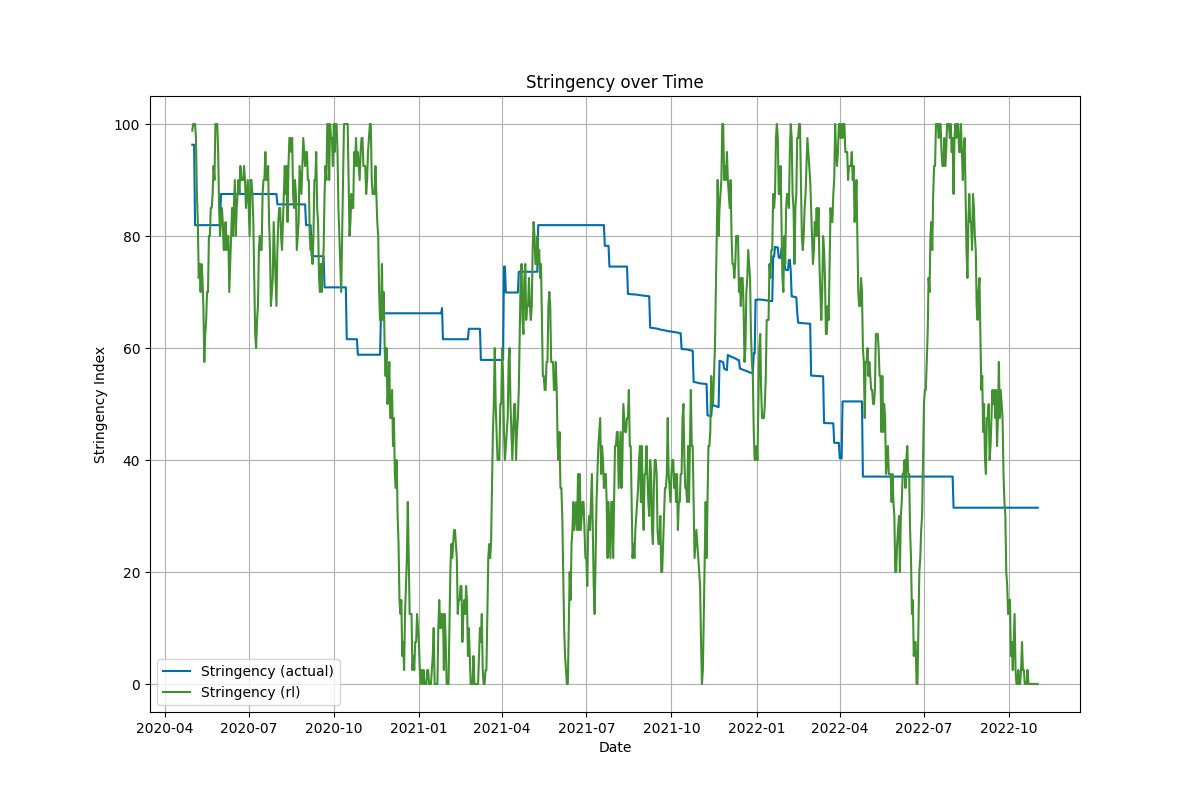 Stringency over Time
Stringency Index
100
80
60
40
20
0
Stringency (actual)
Stringency (rl)
2020-04 2020-07 2020-10 2021-01 2021-04 2021-07 2021-10 2022-01 2022-04 2022-07 2022-10
Date